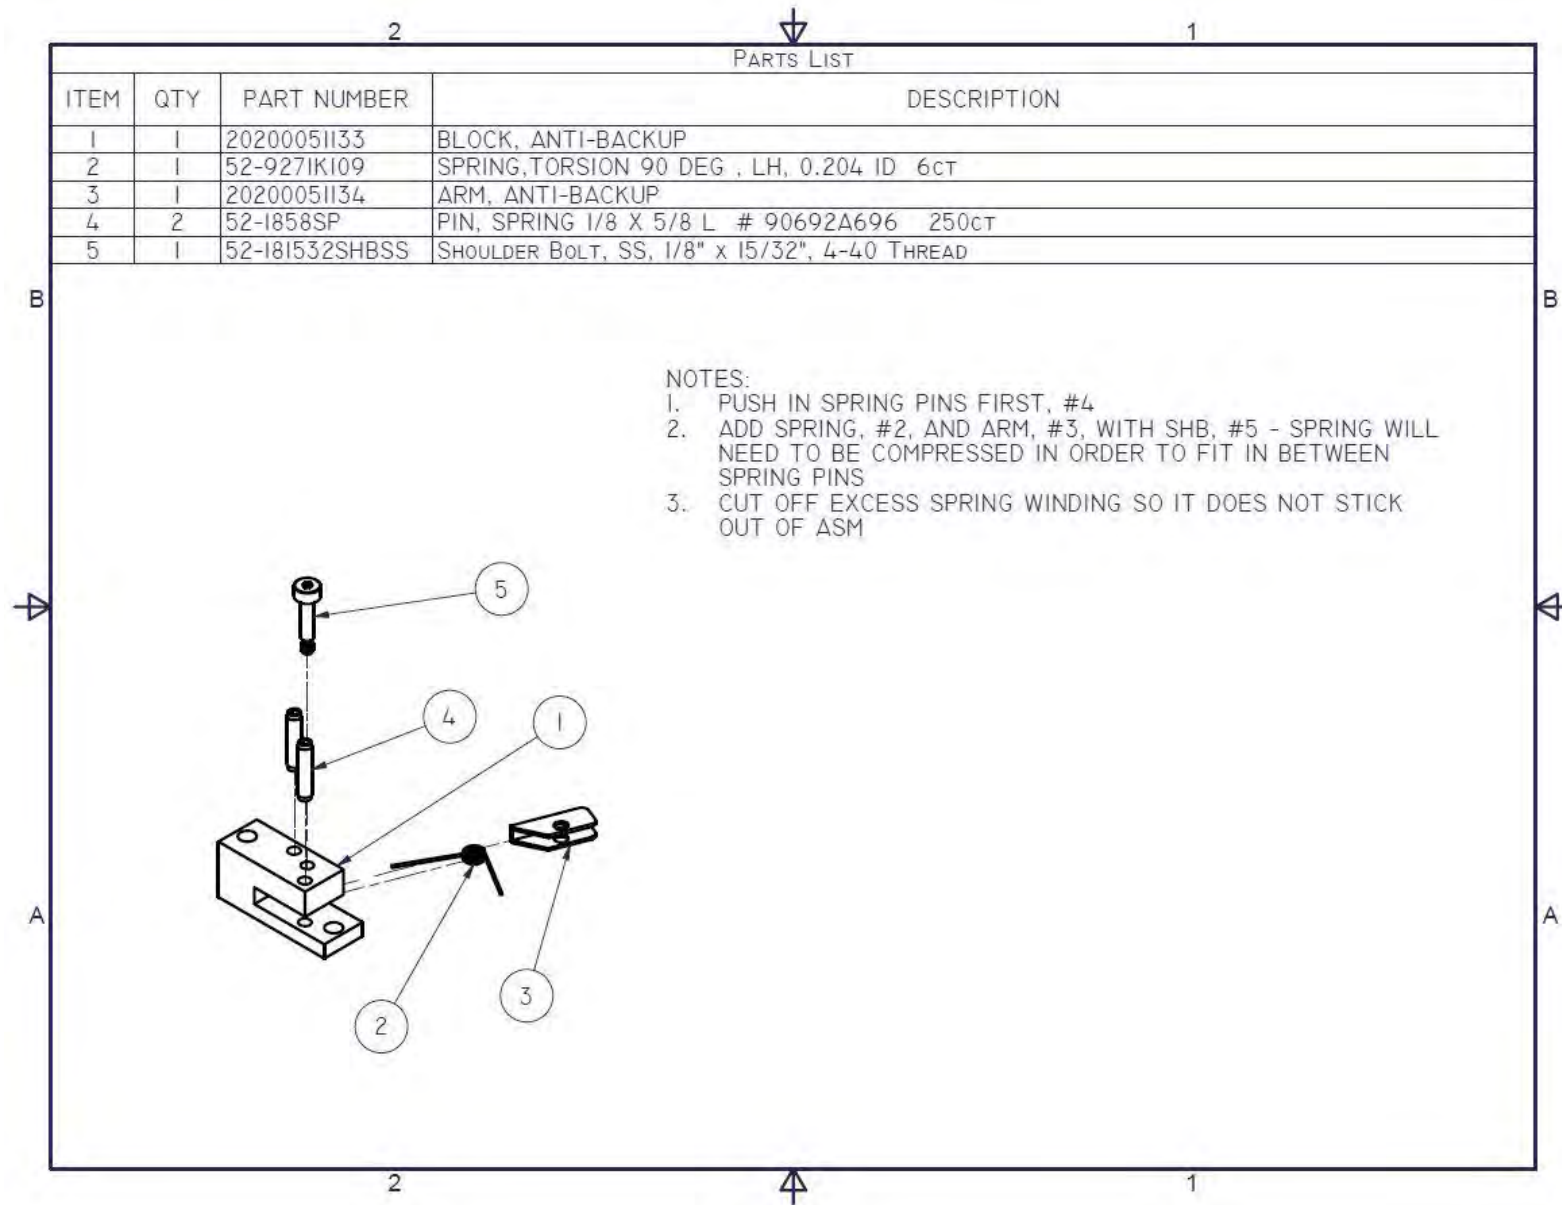 2 1
PARTS LIST
ITEM QTY PART NUMBER DESCRIPTION
1 1 20200051133 BLOCK, ANTI-BACKUP
2 1 52-9271K109 SPRING,TORSION 90 DEG , LH, 0.204 ID 6CT
3 1 20200051134 ARM, ANTI-BACKUP
4 2 52-1858SP PIN, SPRING 1/8 X 5/8 L # 90692A696 250CT
5 1 52-181532SHBSS SHOULDER BOLT, SS, 1/8" X 15/32", 4-40 THREAD
B B
NOTES:
1. PUSH IN SPRING PINS FIRST, #4
2. ADD SPRING, #2, AND ARM, #3, WITH SHB, #5 - SPRING WILL
NEED TO BE COMPRESSED IN ORDER TO FIT IN BETWEEN
SPRING PINS
3. CUT OFF EXCESS SPRING WINDING SO IT DOES NOT STICK
OUT OF ASM
5
4
1
A A
3
2
2 1